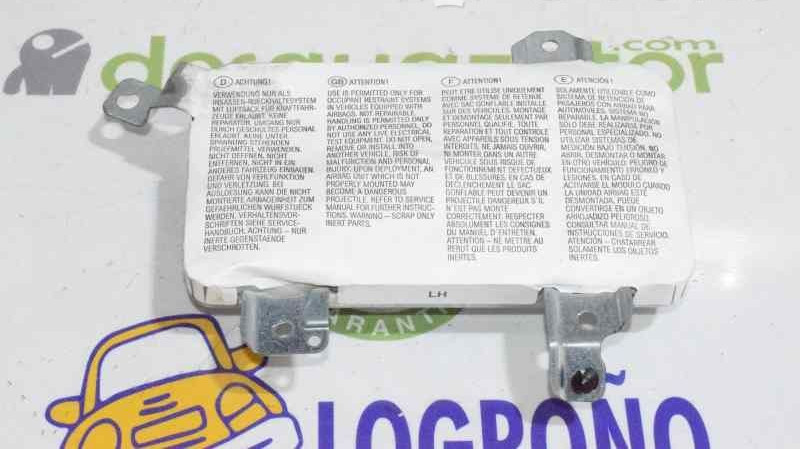 desguazator.com
D ACHTUNG!
VERWENDUNG NUR ALS
INSASSEN-RÜCKHALTESYSTEM
MIT LUFTSÄCKE FÜR KRAFTFAHR-
ZEUGE ERLAUBT. KEINE
REPARATUR. UMGANG NUR
DURCH GESCHULTES PERSONAL
ERLAUBT. KEINE UNTER
SPANNUNG STEHENDEN
PRÜFMITTEL VERWENDEN.
NICHT ÖFFNEN, NICHT
ENTFERNEN, NICHT IN EIN
ANDERES FAHRZEUG EINBAUEN.
GEFAHR VON FUNKTIONEN
UND VERLETZUNG. BEI
AUSLÖSUNG KANN DIE NICHT
MONTIERTE AIRBAGEINHEIT ZUM
GEFÄHRLICHEN WURFSTÜCK
WERDEN. VERHALTENSVOR-
SCHRIFTEN SIEHE SERVICE-
HANDBUCH. ACHTUNG – NUR
INERTE GEGENSTÄNDE
VERSCHROTTEN.
GB ATTENTION!
USE IS PERMITTED ONLY FOR
OCCUPANT RESTRAINT SYSTEMS
IN VEHICLES EQUIPPED WITH
AIRBAGS. NOT REPAIRABLE.
HANDLING IS PERMITTED ONLY
BY AUTHORIZED PERSONNEL. DO
NOT USE ANY LIVE ELECTRICAL
TEST EQUIPMENT. DO NOT OPEN,
REMOVE OR INSTALL INTO
ANOTHER VEHICLE. RISK OF
MALFUNCTION AND PERSONAL
INJURY. UPON DEPLOYMENT, AN
AIRBAG UNIT WHICH IS NOT
PROPERLY MOUNTED MAY
BECOME A DANGEROUS
PROJECTILE. REFER TO SERVICE
MANUAL FOR FURTHER INSTRUC-
TIONS. WARNING – SCRAP ONLY
INERT PARTS.
F ATTENTION!
PEUT ÊTRE UTILISÉ UNIQUEMENT
COMME SYSTÈME DE RETENUE
AVEC SAC GONFLABLE INSTALLÉ
SUR DES VÉHICULES. MONTAGE
ET DÉMONTAGE SEULEMENT PAR
PERSONNEL QUALIFIÉ. TOUTE
RÉPARATION ET TOUT CONTRÔLE
AVEC APPAREILS SOUS TENSION
INTERDITS. NE JAMAIS OUVRIR,
NI MONTER DANS UN AUTRE
VÉHICULE SOUS RISQUE DE
FONCTIONNEMENT DÉFECTUEUX
ET DE BLESSURES. EN CAS DE
DÉCLENCHEMENT LE SAC
GONFLABLE PEUT DEVENIR UN
PROJECTILE DANGEREUX S'IL
N'EST PAS MONTÉ
CORRECTEMENT. RESPECTER
ABSOLUMENT LES CONSIGNES
DU MANUEL D'ENTRETIEN.
ATTENTION – NE METTRE AU
REBUT QUE LES PRODUITS
INERTES.
E ATENCIÓN!
SOLAMENTE UTILIZABLE COMO
SISTEMA DE RETENCIÓN DE
PASAJEROS CON AIRBAG PARA
AUTOMÓVILES. SISTEMA NO
REPARABLE. LA MANIPULACIÓN
SÓLO DEBE REALIZARSE POR
PERSONAL ESPECIALIZADO. NO
UTILIZAR SISTEMAS DE
MEDICIÓN BAJO TENSIÓN. NO
ABRIR, DESMONTAR O MONTAR
EN OTRO VEHÍCULO PELIGRO DE
FUNCIONAMIENTO ERRÓNEO Y
LESIONES. EN CASO DE
ACTIVARSE EL MÓDULO CUANDO
LA UNIDAD AIRBAG ESTÉ
DESMONTADA, PUEDE
CONVERTIRSE EN UN OBJETO
ARROJADIZO PELIGROSO.
CONSULTAR MANUAL DE
INSTRUCCIONES DE SERVICIO.
ATENCIÓN – CHATARREAR
SOLAMENTE LOS OBJETOS
INERTES.
LH
GARANTIE
LOGROÑO